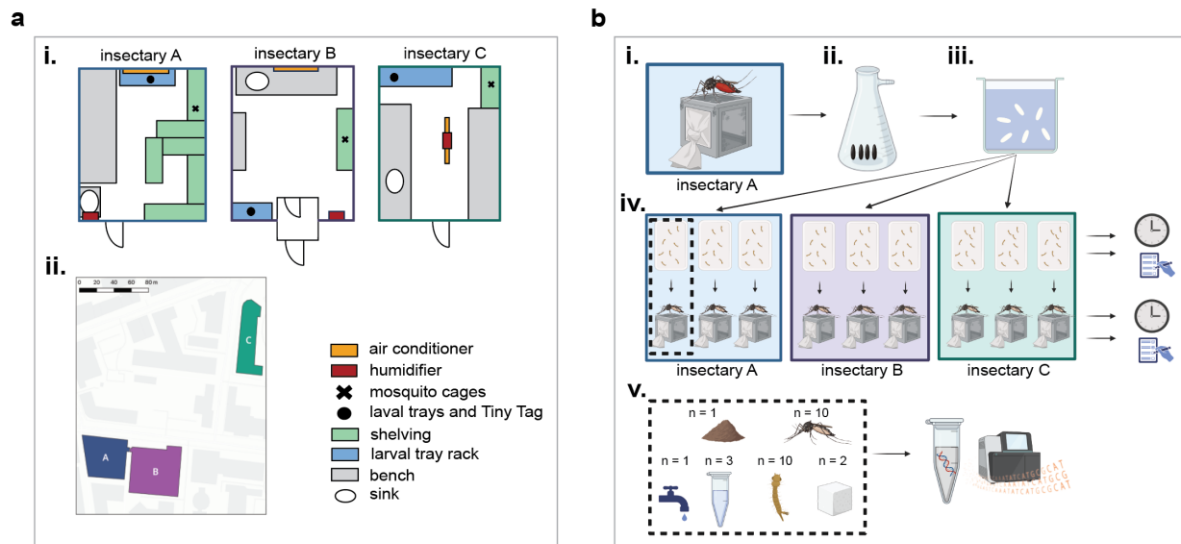 a
i.
insectary A
insectary B
insectary C
ii.
0 20 40 60 80 m
A
B
C
air conditioner
humidifier
mosquito cages
laval trays and Tiny Tag
shelving
larval tray rack
bench
sink
b
i.
ii.
iii.
insectary A
iv.
insectary A
insectary B
insectary C
v.
n = 1
n = 10
n = 1
n = 3
n = 10
n = 2